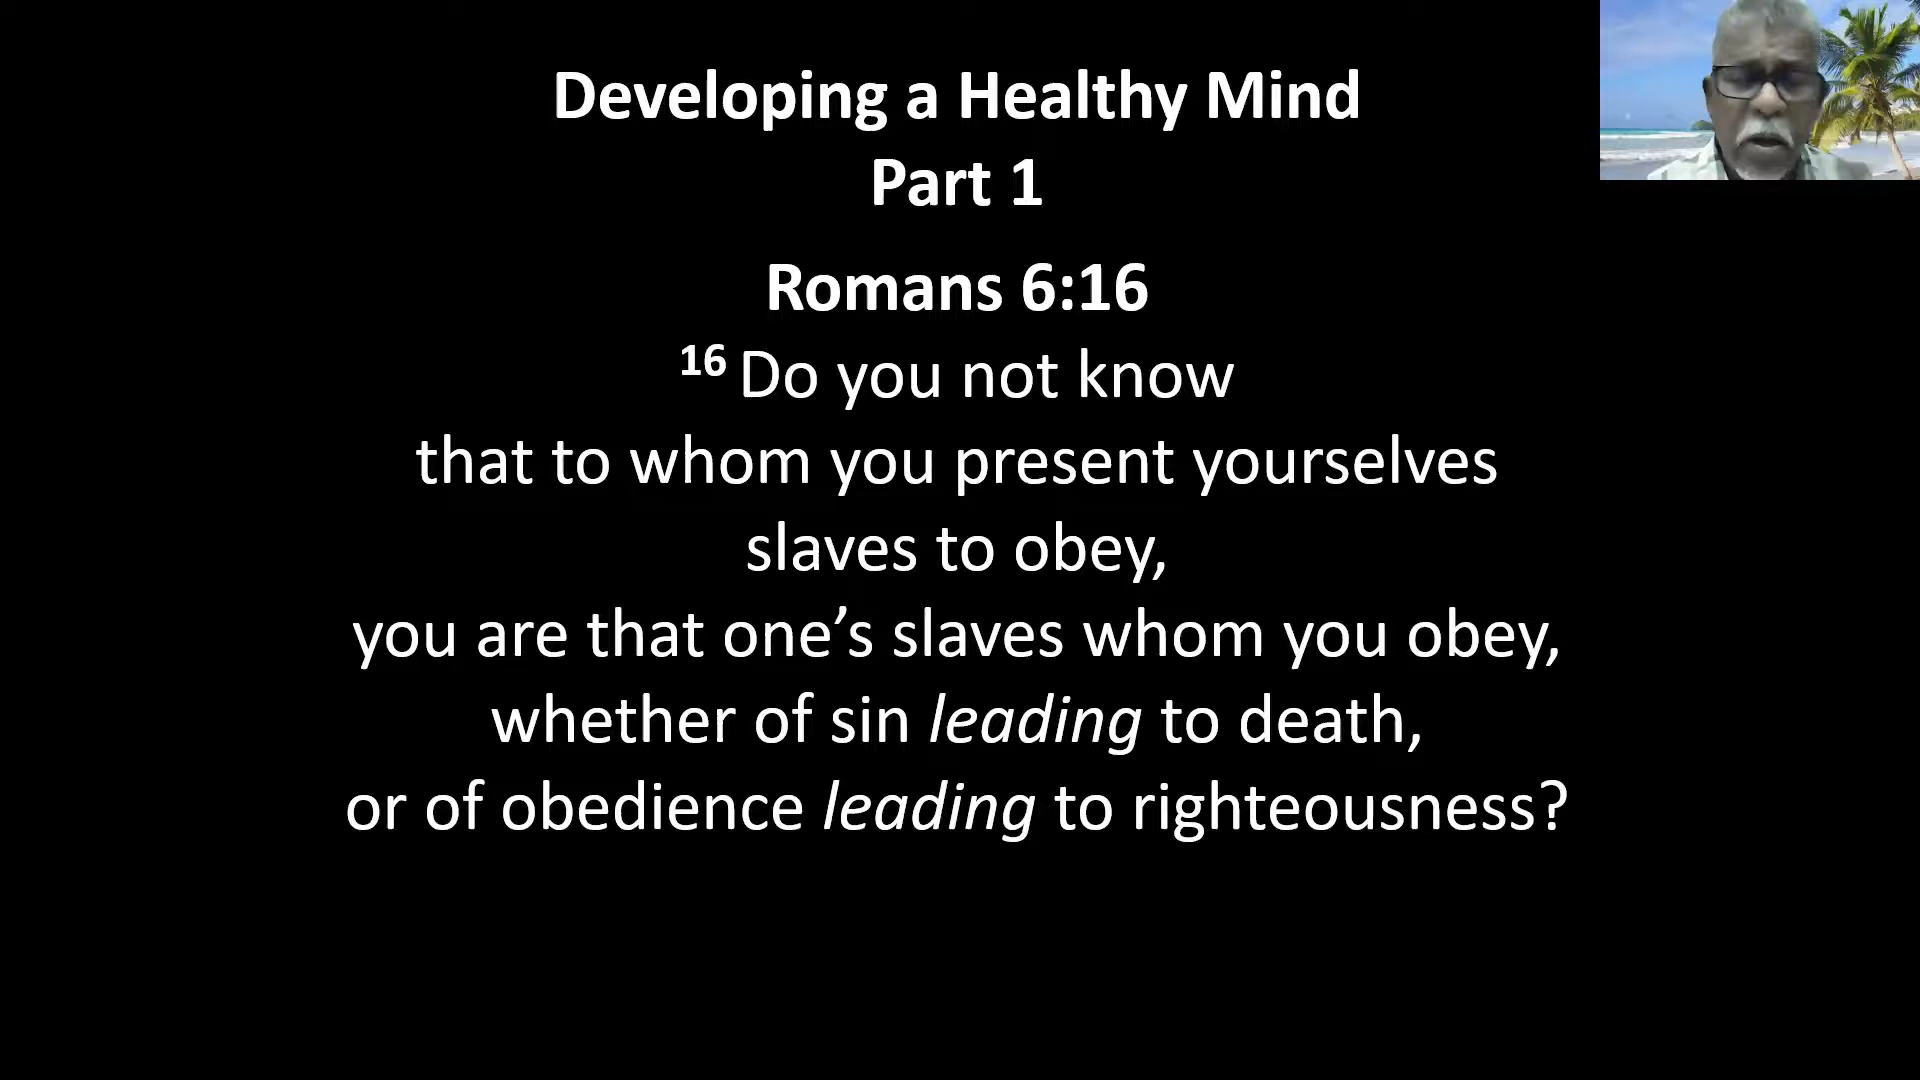 Developing a Healthy Mind
Part 1
Romans 6:16
16 Do you not know
that to whom you present yourselves
slaves to obey,
you are that one’s slaves whom you obey,
whether of sin leading to death,
or of obedience leading to righteousness?